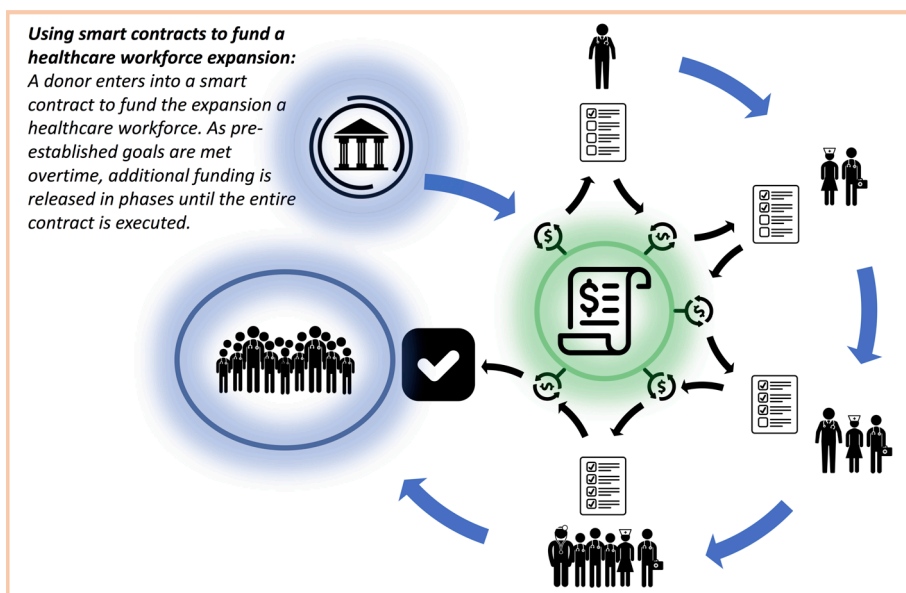 Using smart contracts to fund a
healthcare workforce expansion:
A donor enters into a smart
contract to fund the expansion a
healthcare workforce. As pre-
established goals are met
overtime, additional funding is
released in phases until the entire
contract is executed.
$
$
$
$
$
$